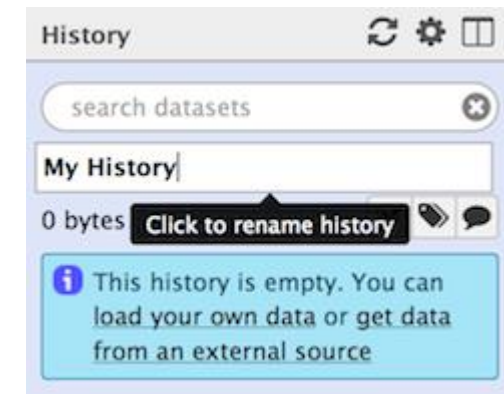 History
search datasets
My History
0 bytes
Click to rename history
This history is empty. You can
load your own data or get data
from an external source